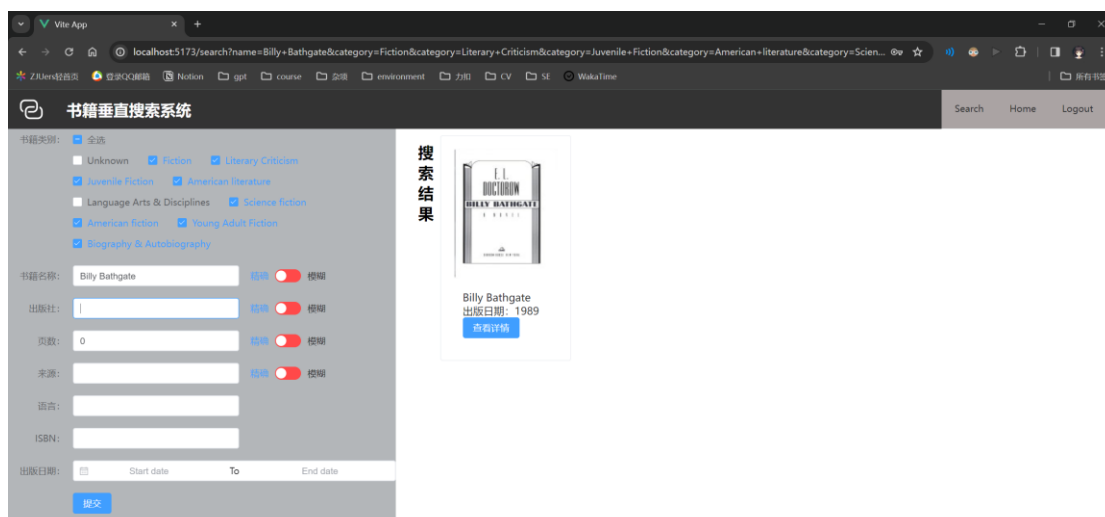 Vite App
localhost:5173/search?name=Billy+Bathgate&category=Fiction&category=Literary+Criticism&category=Juvenile+Fiction&category=American+literature&category=Scien...
ZJUers轻首页 登录QQ邮箱 Notion gpt course 杂项 environment 力扣 CV SE WakaTime 所有书签
书籍垂直搜索系统 Search Home Logout
书籍类别: 全选
Unknown Fiction Literary Criticism
Juvenile Fiction American literature
Language Arts & Disciplines Science fiction
American fiction Young Adult Fiction
Biography & Autobiography
书籍名称: Billy Bathgate 精确 模糊
出版社: 精确 模糊
页数: 0 精确 模糊
来源: 精确 模糊
语言:
ISBN:
出版日期: Start date To End date
提交
搜索结果
E. L.
DOCTOROW
BILLY BATHGATE
A NOVEL
Billy Bathgate
出版日期: 1989
查看详情